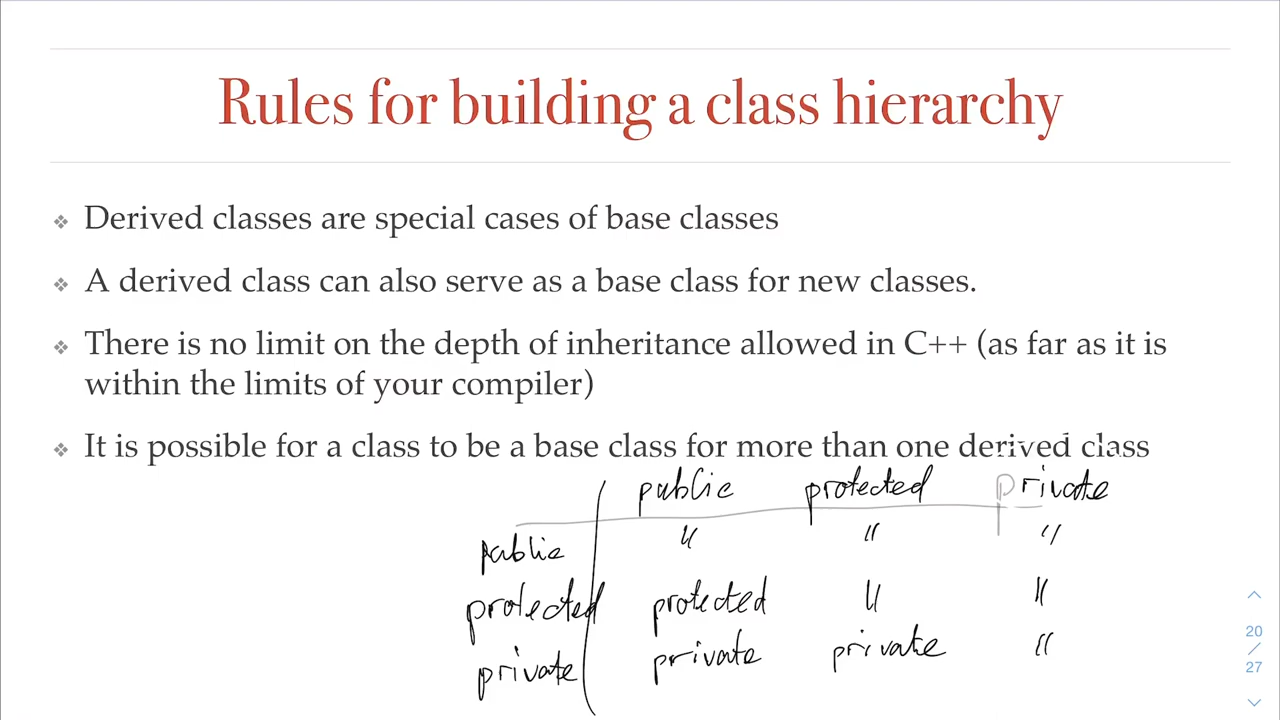 Rules for building a class hierarchy
❖ Derived classes are special cases of base classes
❖ A derived class can also serve as a base class for new classes.
❖ There is no limit on the depth of inheritance allowed in C++ (as far as it is
within the limits of your compiler)
❖ It is possible for a class to be a base class for more than one derived class
public protected private
public " " "
protected protected " "
private private private "
20
/
27